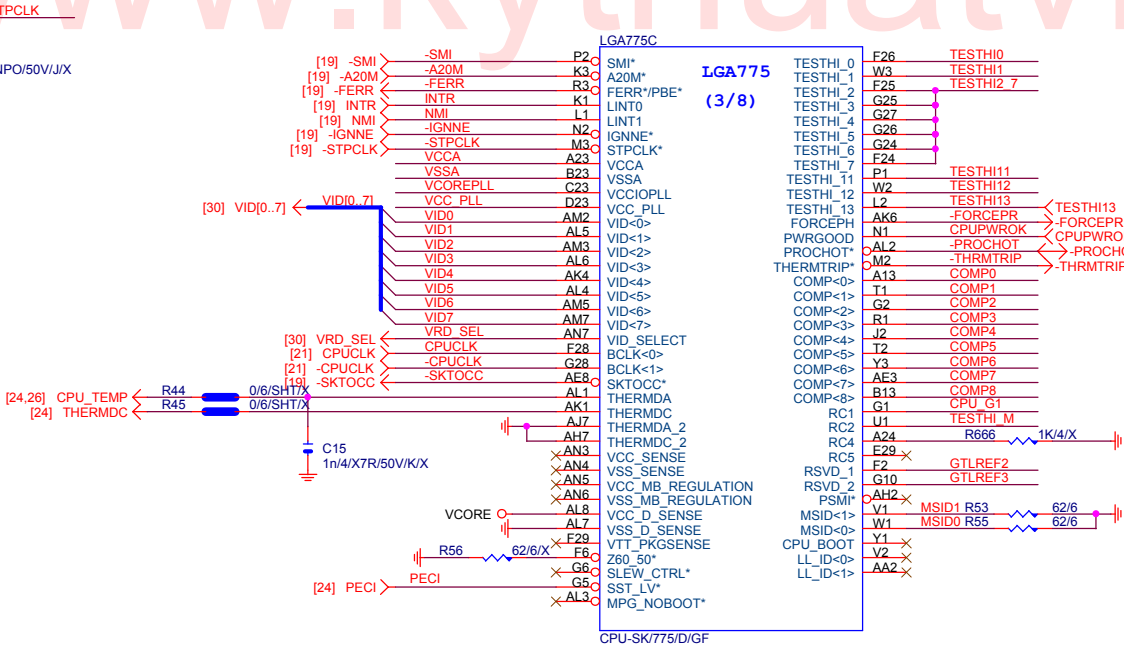 www.kythuatvi
TPCLK
NPO/50V/J/X
LGA775C
LGA775
(3/8)
[19] -SMI -SMI P2 SMI* TESTHI_0 F26 TESTHI0
[19] -A20M -A20M K3 A20M* TESTHI_1 W3 TESTHI1
[19] -FERR -FERR R3 FERR*/PBE* TESTHI_2 F25 TESTHI2_7
[19] INTR INTR K1 LINT0 TESTHI_3 G25
[19] NMI NMI L1 LINT1 TESTHI_4 G27
[19] -IGNNE -IGNNE N2 IGNNE* TESTHI_5 G26
[19] -STPCLK -STPCLK M3 STPCLK* TESTHI_6 G24
VCCA A23 VCCA TESTHI_7 F24
VSSA B23 VSSA TESTHI_11 P1 TESTHI11
VCOREPLL C23 VCCIOPLL TESTHI_12 W2 TESTHI12
[30] VID[0..7] VID[0..7] VCC_PLL D23 VCC_PLL TESTHI_13 L2 TESTHI13 TESTHI13
VID0 AM2 VID<0> FORCEPH AK6 -FORCEPR -FORCEPR
VID1 AL5 VID<1> PWRGOOD N1 CPUPWROK CPUPWRO
VID2 AM3 VID<2> PROCHOT* AL2 -PROCHOT -PROCHO
VID3 AL6 VID<3> THERMTRIP* M2 -THRMTRIP -THRMTRIP
VID4 AK4 VID<4> COMP<0> A13 COMP0
VID5 AL4 VID<5> COMP<1> T1 COMP1
VID6 AM5 VID<6> COMP<2> G2 COMP2
VID7 AM7 VID<7> COMP<3> R1 COMP3
[30] VRD_SEL VRD_SEL AN7 VID_SELECT COMP<4> J2 COMP4
[21] CPUCLK CPUCLK F28 BCLK<0> COMP<5> T2 COMP5
[21] -CPUCLK -CPUCLK G28 BCLK<1> COMP<6> Y3 COMP6
[19] -SKTOCC -SKTOCC AE8 SKTOCC* COMP<7> AE3 COMP7
[24,26] CPU_TEMP R44 0/6/SHT/X AL1 THERMDA COMP<8> B13 COMP8
[24] THERMDC R45 0/6/SHT/X AK1 THERMDC RC1 G1 CPU_G1
AJ7 THERMDA_2 RC2 U1 TESTHI_M
AH7 THERMDC_2 RC4 A24 R666 1K/4/X
C15
1n/4/X7R/50V/K/X
AN3 VCC_SENSE RC5 E29
AN4 VSS_SENSE RSVD_1 F2 GTLREF2
AN5 VCC_MB_REGULATION RSVD_2 G10 GTLREF3
AN6 VSS_MB_REGULATION PSMI* AH2
VCORE AL8 VCC_D_SENSE MSID<1> V1 MSID1 R53 62/6
AL7 VSS_D_SENSE MSID<0> W1 MSID0 R55 62/6
F29 VTT_PKGSENSE CPU_BOOT Y1
R56 62/6/X F6 Z60_50* LL_ID<0> V2
G6 SLEW_CTRL* LL_ID<1> AA2
[24] PECI PECI G5 SST_LV*
AL3 MPG_NOBOOT*
CPU-SK/775/D/GF